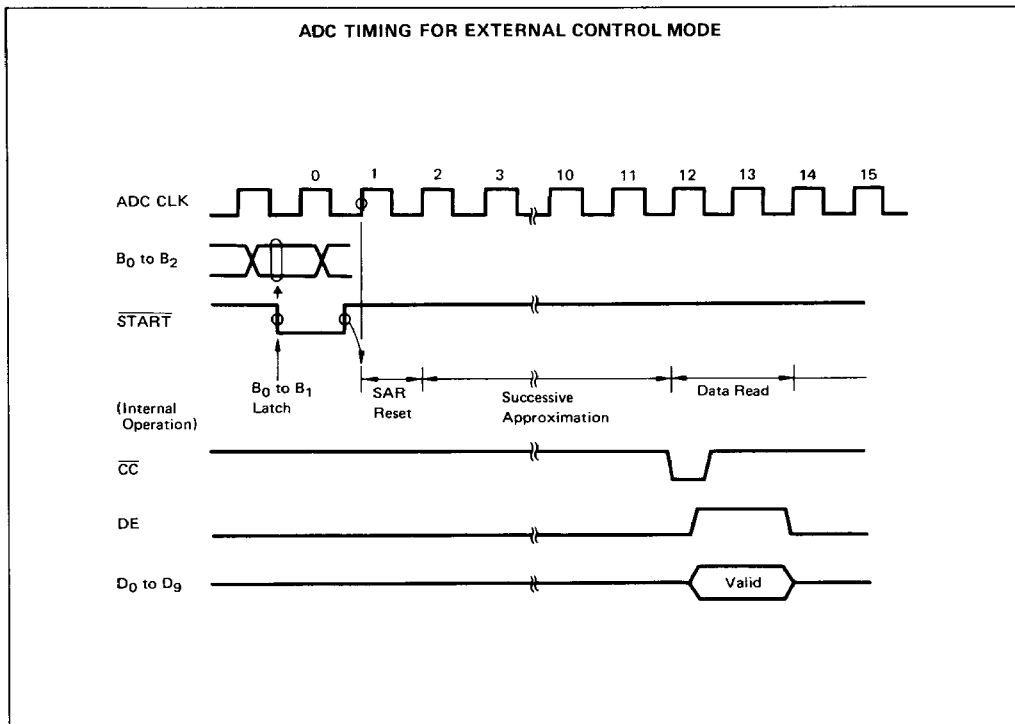 ADC TIMING FOR EXTERNAL CONTROL MODE
0 1 2 3 10 11 12 13 14 15
ADC CLK
B0 to B2
START
B0 to B1
Latch
SAR
Reset
Successive
Approximation
Data Read
(Internal
Operation)
CC
DE
D0 to D9
Valid